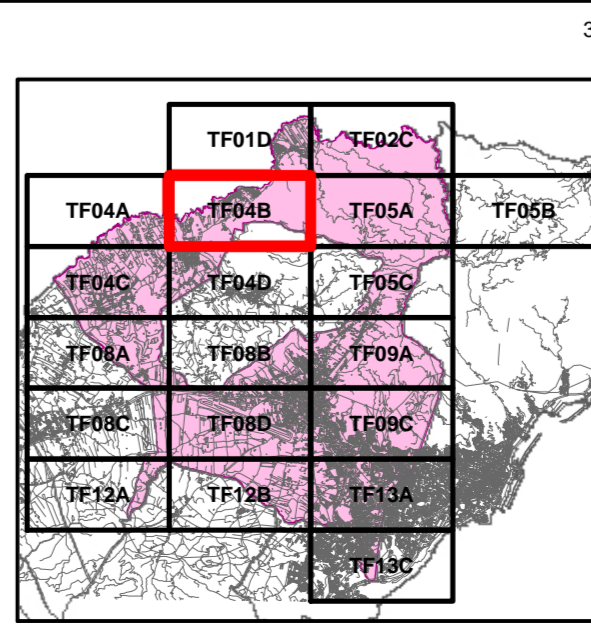 3
TF01D TF02C
TF04A TF04B TF05A TF05B
TF04C TF04D TF05C
TF08A TF08B TF09A
TF08C TF08D TF09C
TF12A TF12B TF13A
TF13C